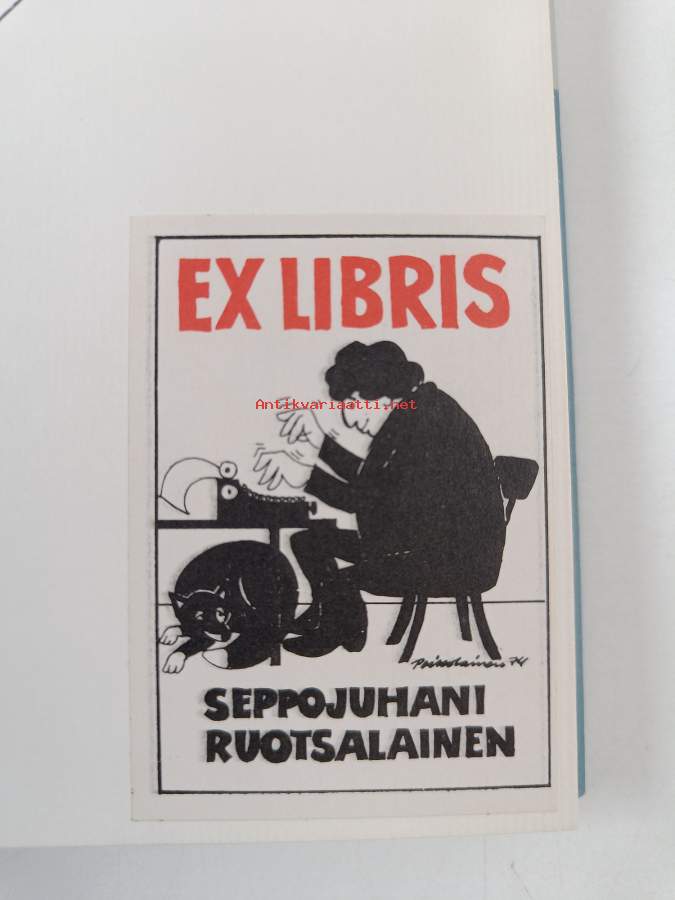 EX LIBRIS
Antikvariaatti.net
SEPPOJUHANI
RUOTSALAINEN